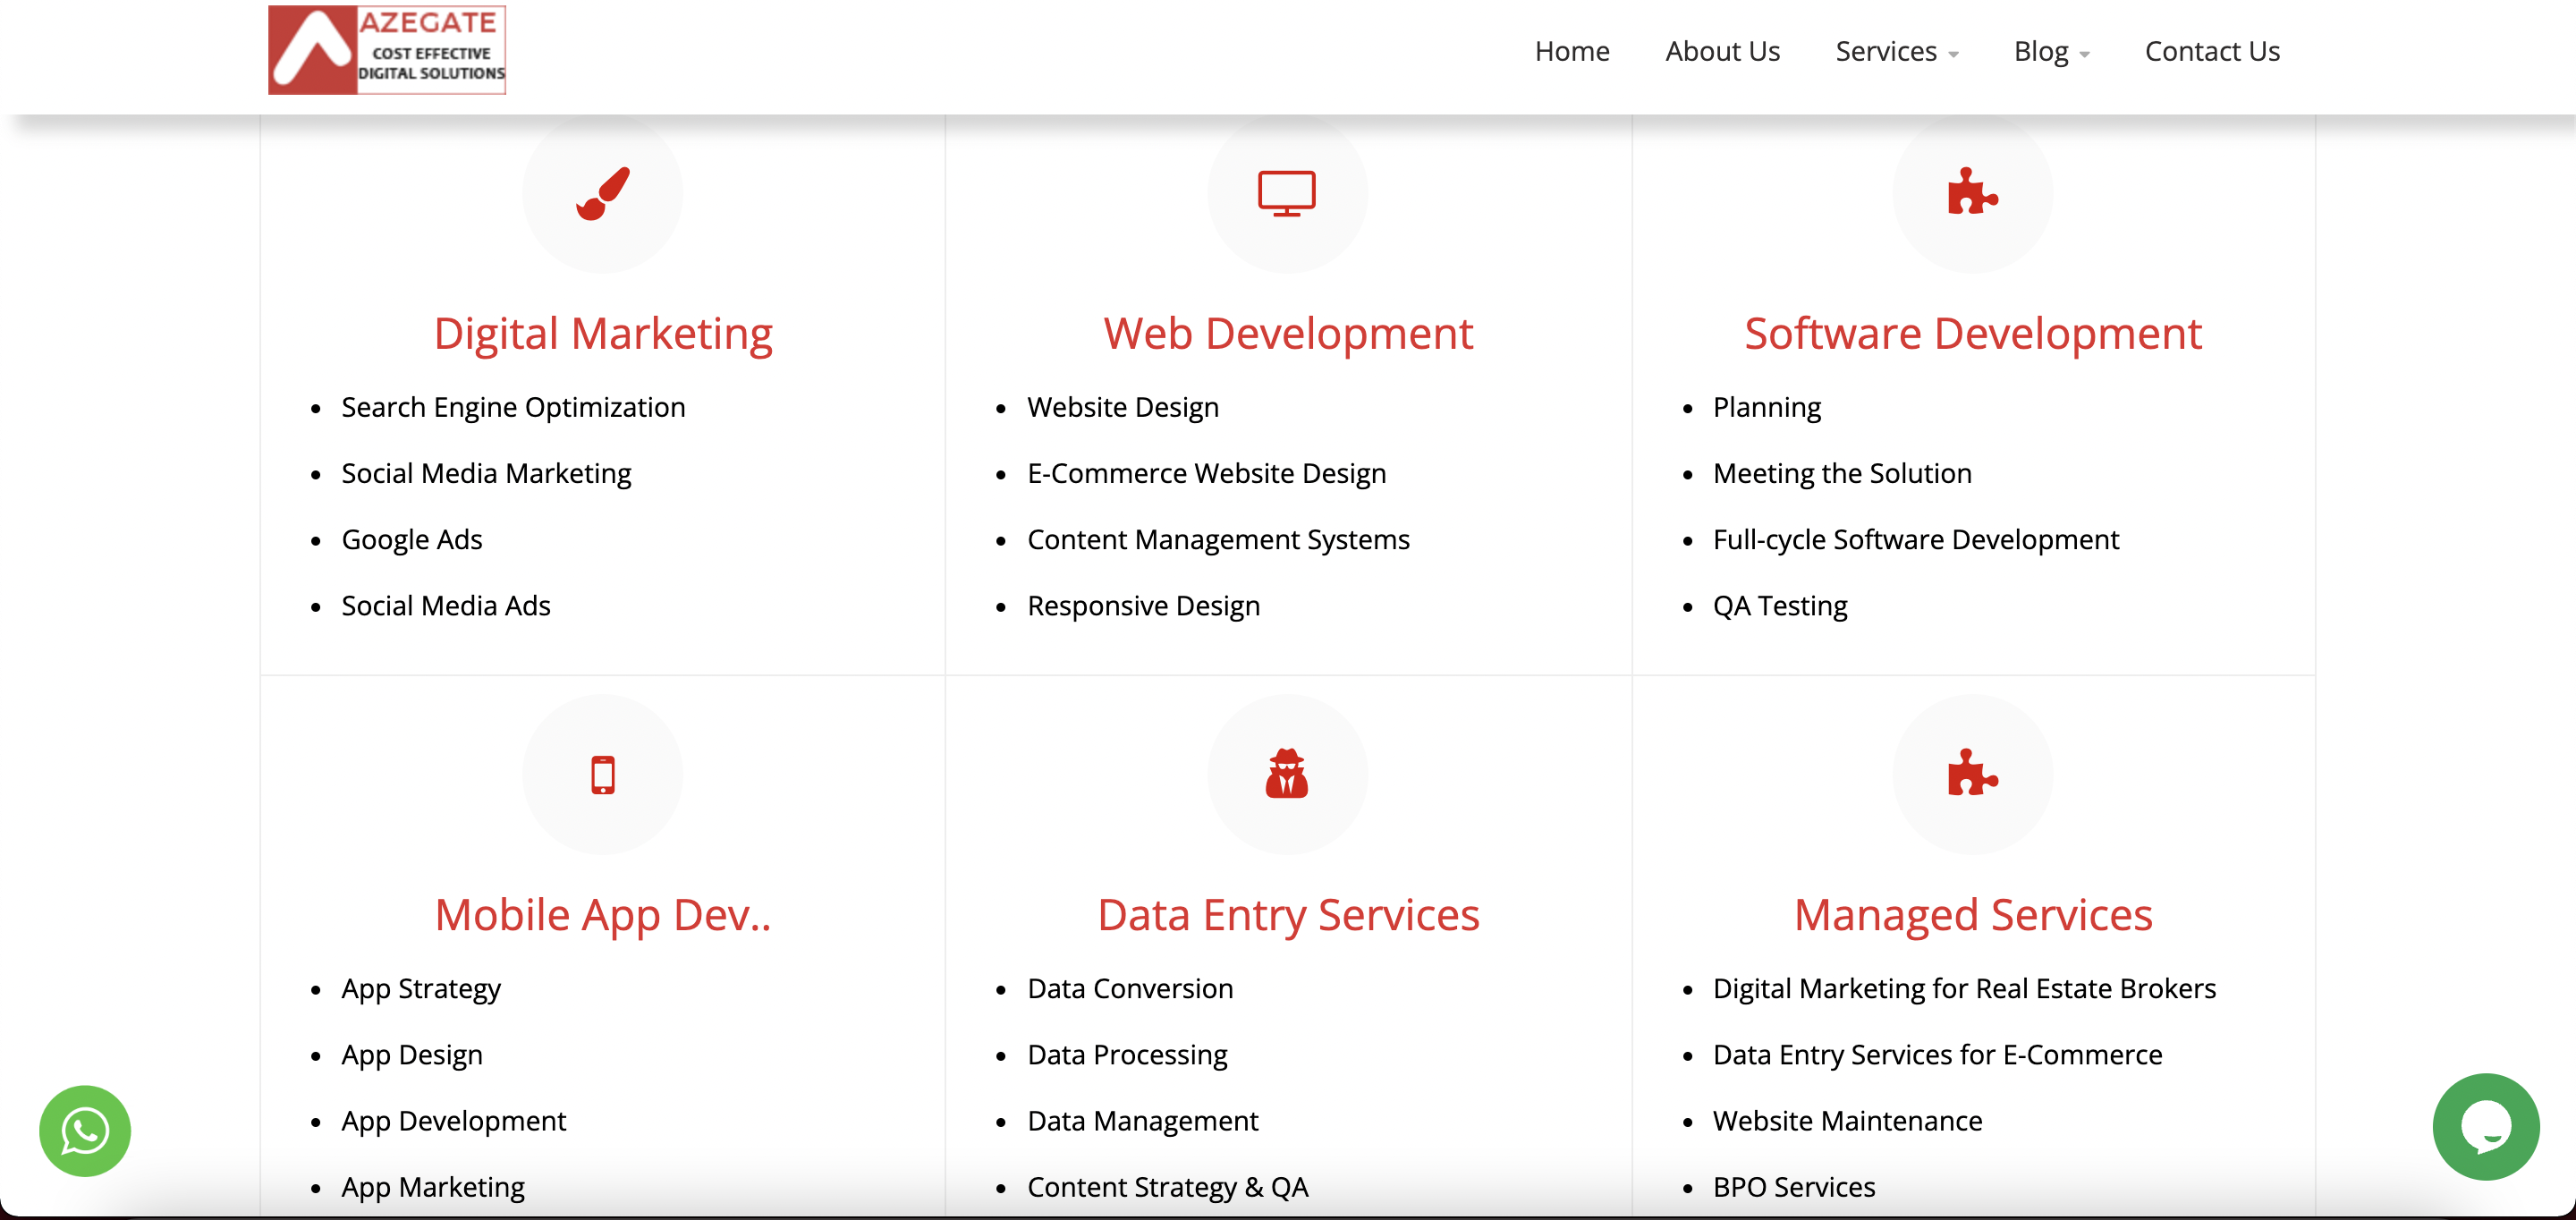 AZEGATE
COST EFFECTIVE
DIGITAL SOLUTIONS
Home
About Us
Services
Blog
Contact Us
Digital Marketing
Search Engine Optimization
Social Media Marketing
Google Ads
Social Media Ads
Web Development
Website Design
E-Commerce Website Design
Content Management Systems
Responsive Design
Software Development
Planning
Meeting the Solution
Full-cycle Software Development
QA Testing
Mobile App Dev..
App Strategy
App Design
App Development
App Marketing
Data Entry Services
Data Conversion
Data Processing
Data Management
Content Strategy & QA
Managed Services
Digital Marketing for Real Estate Brokers
Data Entry Services for E-Commerce
Website Maintenance
BPO Services